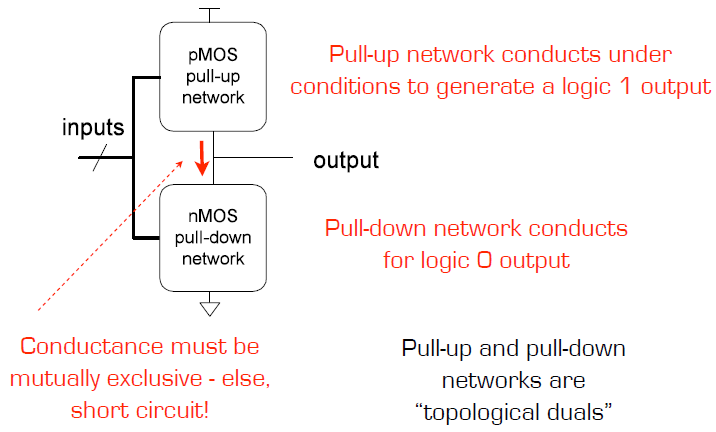 pMOS
pull-up
network
Pull-up network conducts under
conditions to generate a logic 1 output
inputs
output
nMOS
pull-down
network
Pull-down network conducts
for logic 0 output
Conductance must be
mutually exclusive - else,
short circuit!
Pull-up and pull-down
networks are
“topological duals”